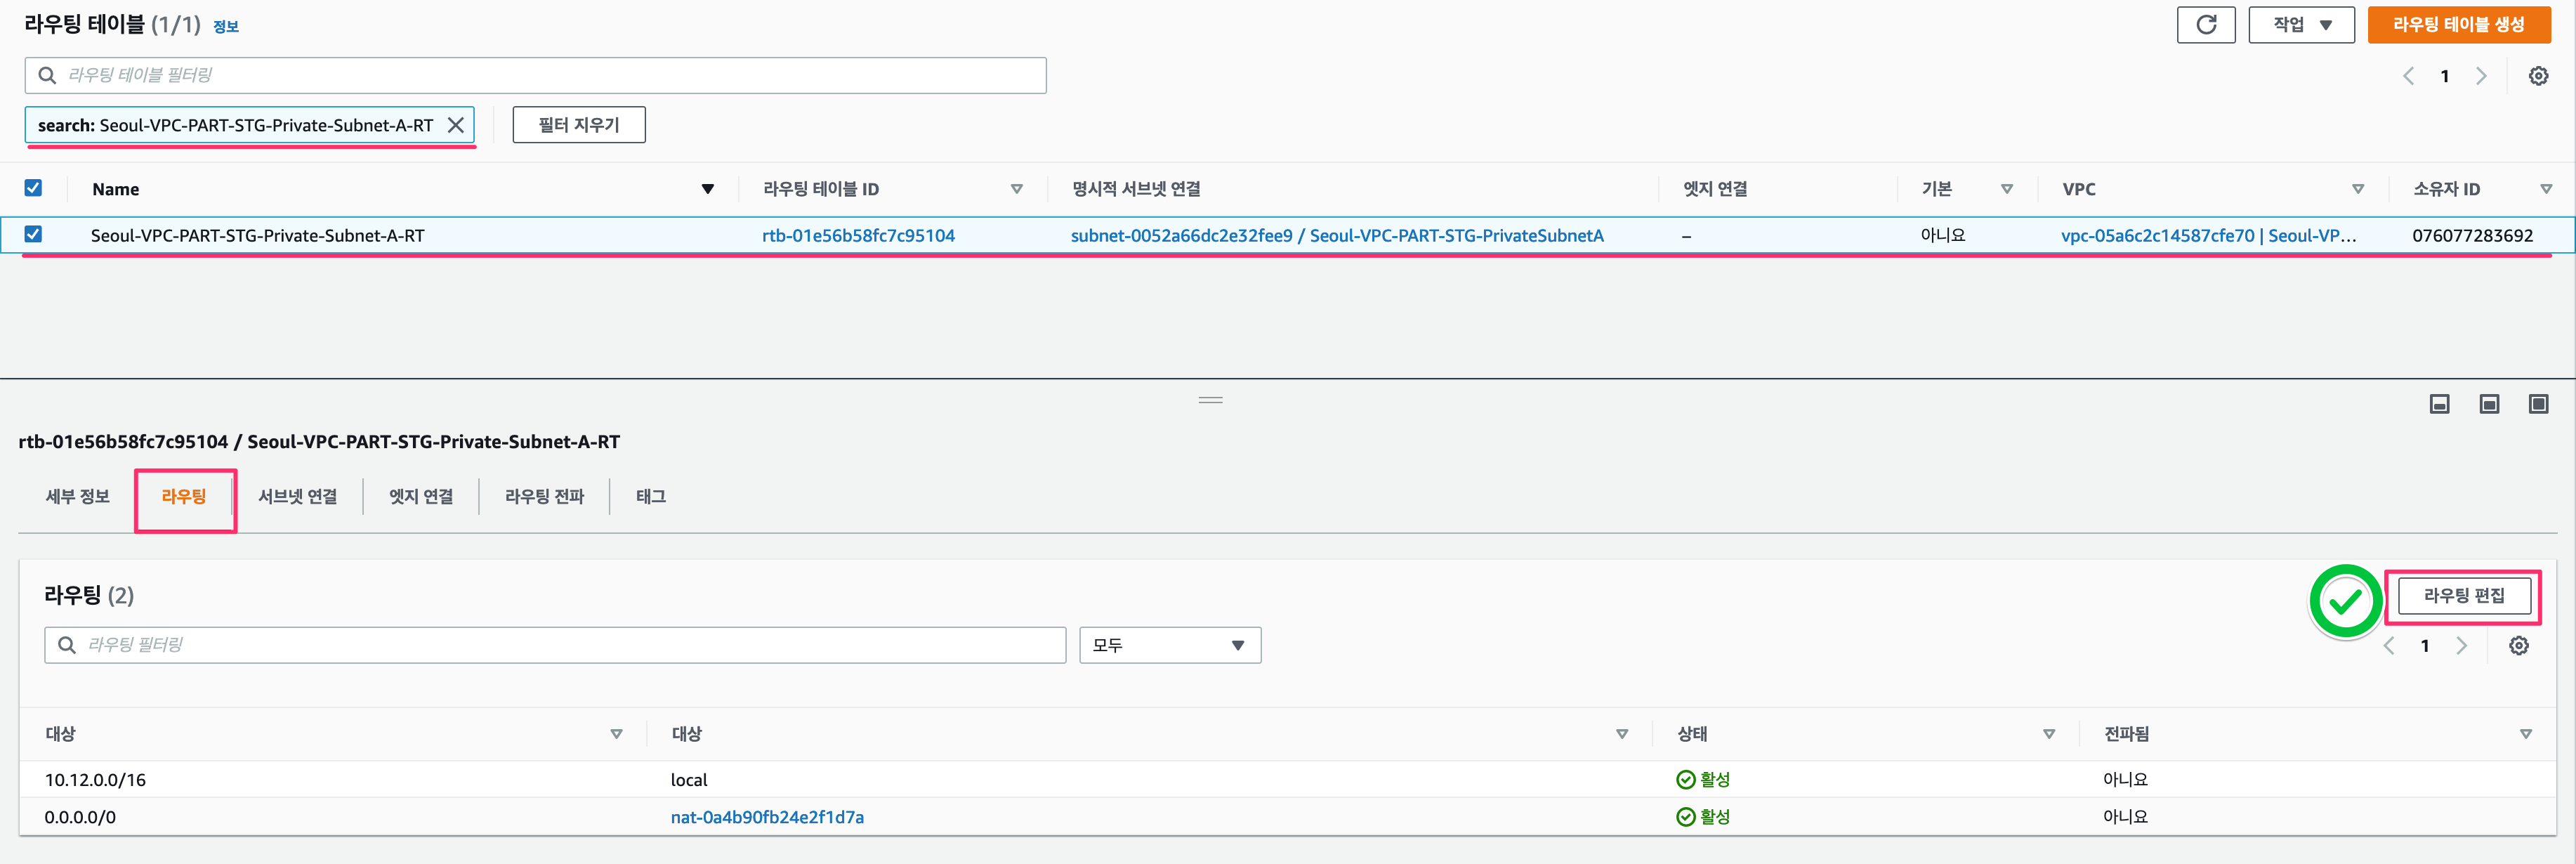 라우팅 테이블 (1/1) 정보
작업
라우팅 테이블 생성
라우팅 테이블 필터링
1
search: Seoul-VPC-PART-STG-Private-Subnet-A-RT
필터 지우기
Name 라우팅 테이블 ID 명시적 서브넷 연결 엣지 연결 기본 VPC 소유자 ID
Seoul-VPC-PART-STG-Private-Subnet-A-RT rtb-01e56b58fc7c95104 subnet-0052a66dc2e32fee9 / Seoul-VPC-PART-STG-PrivateSubnetA – 아니요 vpc-05a6c2c14587cfe70 | Seoul-VP… 076077283692
rtb-01e56b58fc7c95104 / Seoul-VPC-PART-STG-Private-Subnet-A-RT
세부 정보 라우팅 서브넷 연결 엣지 연결 라우팅 전파 태그
라우팅 (2)
라우팅 편집
라우팅 필터링
모두
1
대상 대상 상태 전파됨
10.12.0.0/16 local 활성 아니요
0.0.0.0/0 nat-0a4b90fb24e2f1d7a 활성 아니요